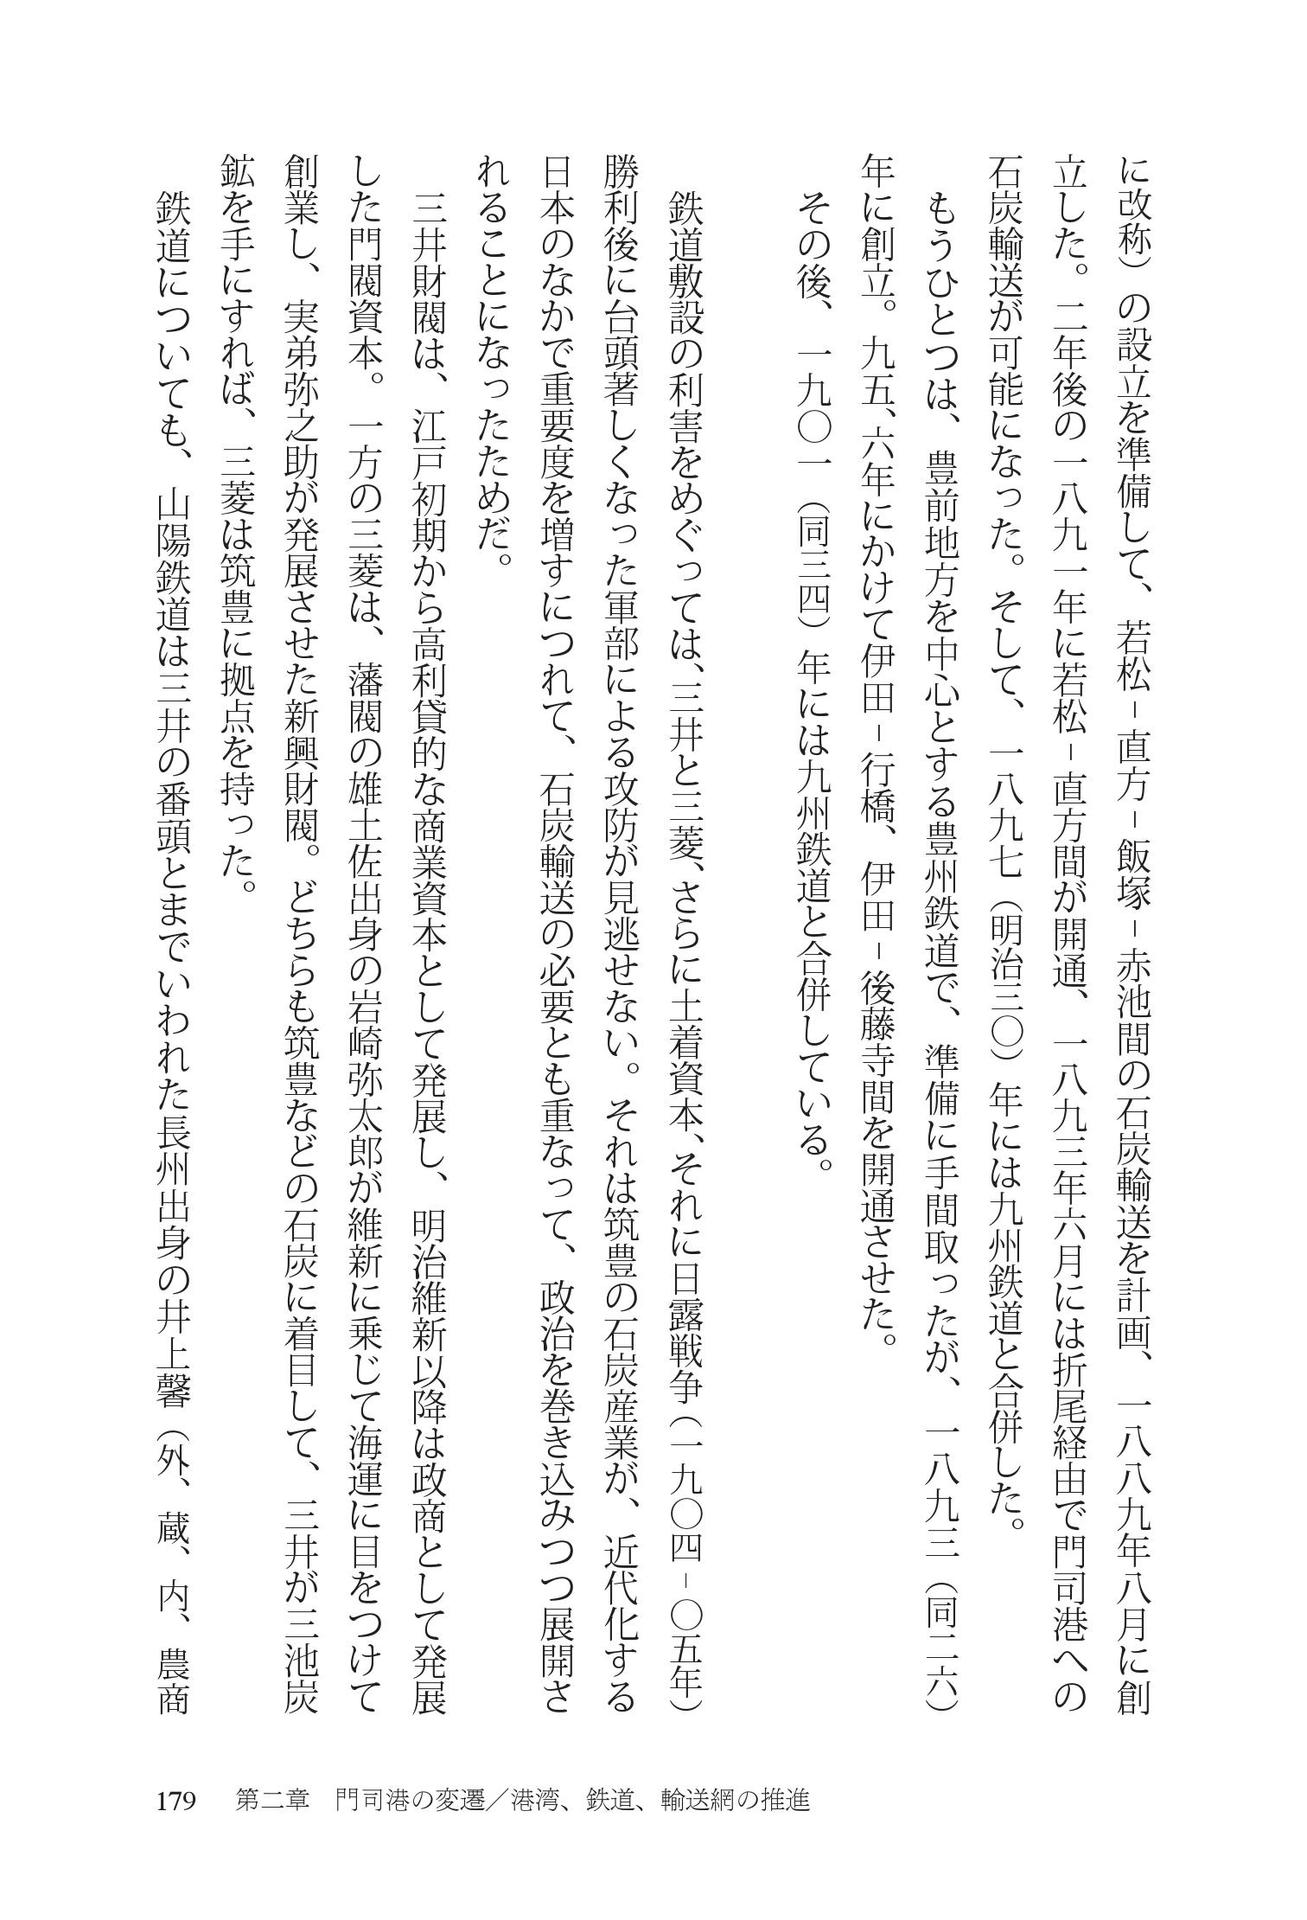 に改称）の設立を準備して、若松－直方－飯塚－赤池間の石炭輸送を計画、一八八九年八月に創
立した。二年後の一八九一年に若松－直方間が開通、一八九三年六月には折尾経由で門司港への
石炭輸送が可能になった。そして、一八九七（明治三〇）年には九州鉄道と合併した。
もうひとつは、豊前地方を中心とする豊州鉄道で、準備に手間取ったが、一八九三（同二六）
年に創立。九五、六年にかけて伊田－行橋、伊田－後藤寺間を開通させた。
その後、一九〇一（同三四）年には九州鉄道と合併している。
鉄道敷設の利害をめぐっては、三井と三菱、さらに土着資本、それに日露戦争（一九〇四－〇五年）
勝利後に台頭著しくなった軍部による攻防が見逃せない。それは筑豊の石炭産業が、近代化する
日本のなかで重要度を増すにつれて、石炭輸送の必要とも重なって、政治を巻き込みつつ展開さ
れることになったためだ。
三井財閥は、江戸初期から高利貸的な商業資本として発展し、明治維新以降は政商として発展
した門閥資本。一方の三菱は、藩閥の雄土佐出身の岩崎弥太郎が維新に乗じて海運に目をつけて
創業し、実弟弥之助が発展させた新興財閥。どちらも筑豊などの石炭に着目して、三井が三池炭
鉱を手にすれば、三菱は筑豊に拠点を持った。
鉄道についても、山陽鉄道は三井の番頭とまでいわれた長州出身の井上馨（外、蔵、内、農商
179 第二章 門司港の変遷／港湾、鉄道、輸送網の推進